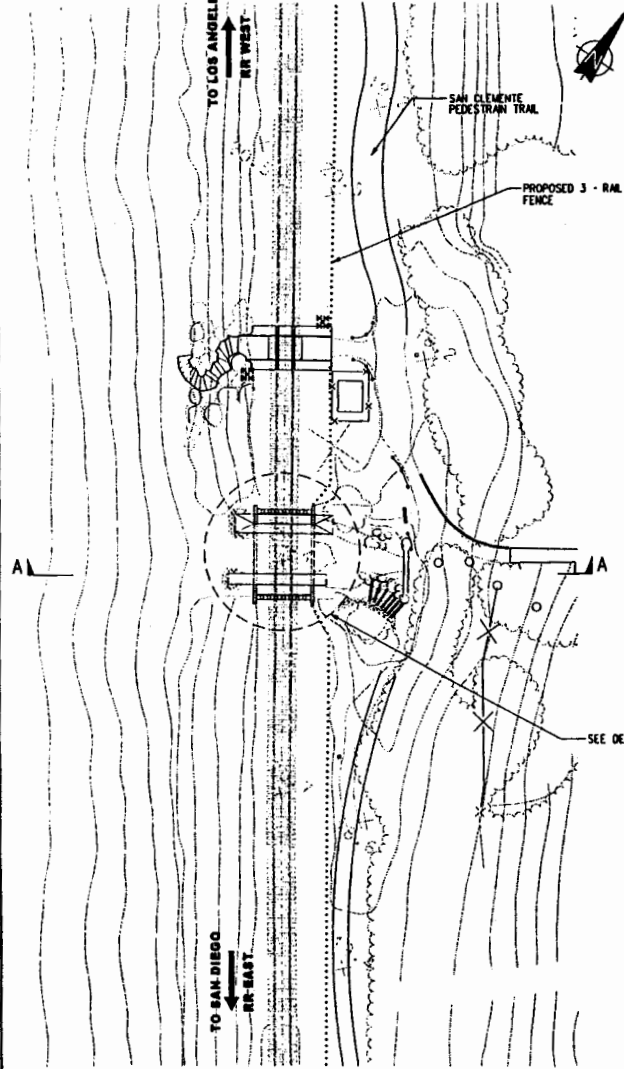 TO LOS ANGELE
RR WEST
N
SAN CLEMENTE
PEDESTRAIN TRAIL
PROPOSED 3 - RAIL
FENCE
A
A
SEE DE
TO SAN DIEGO
RR EAST